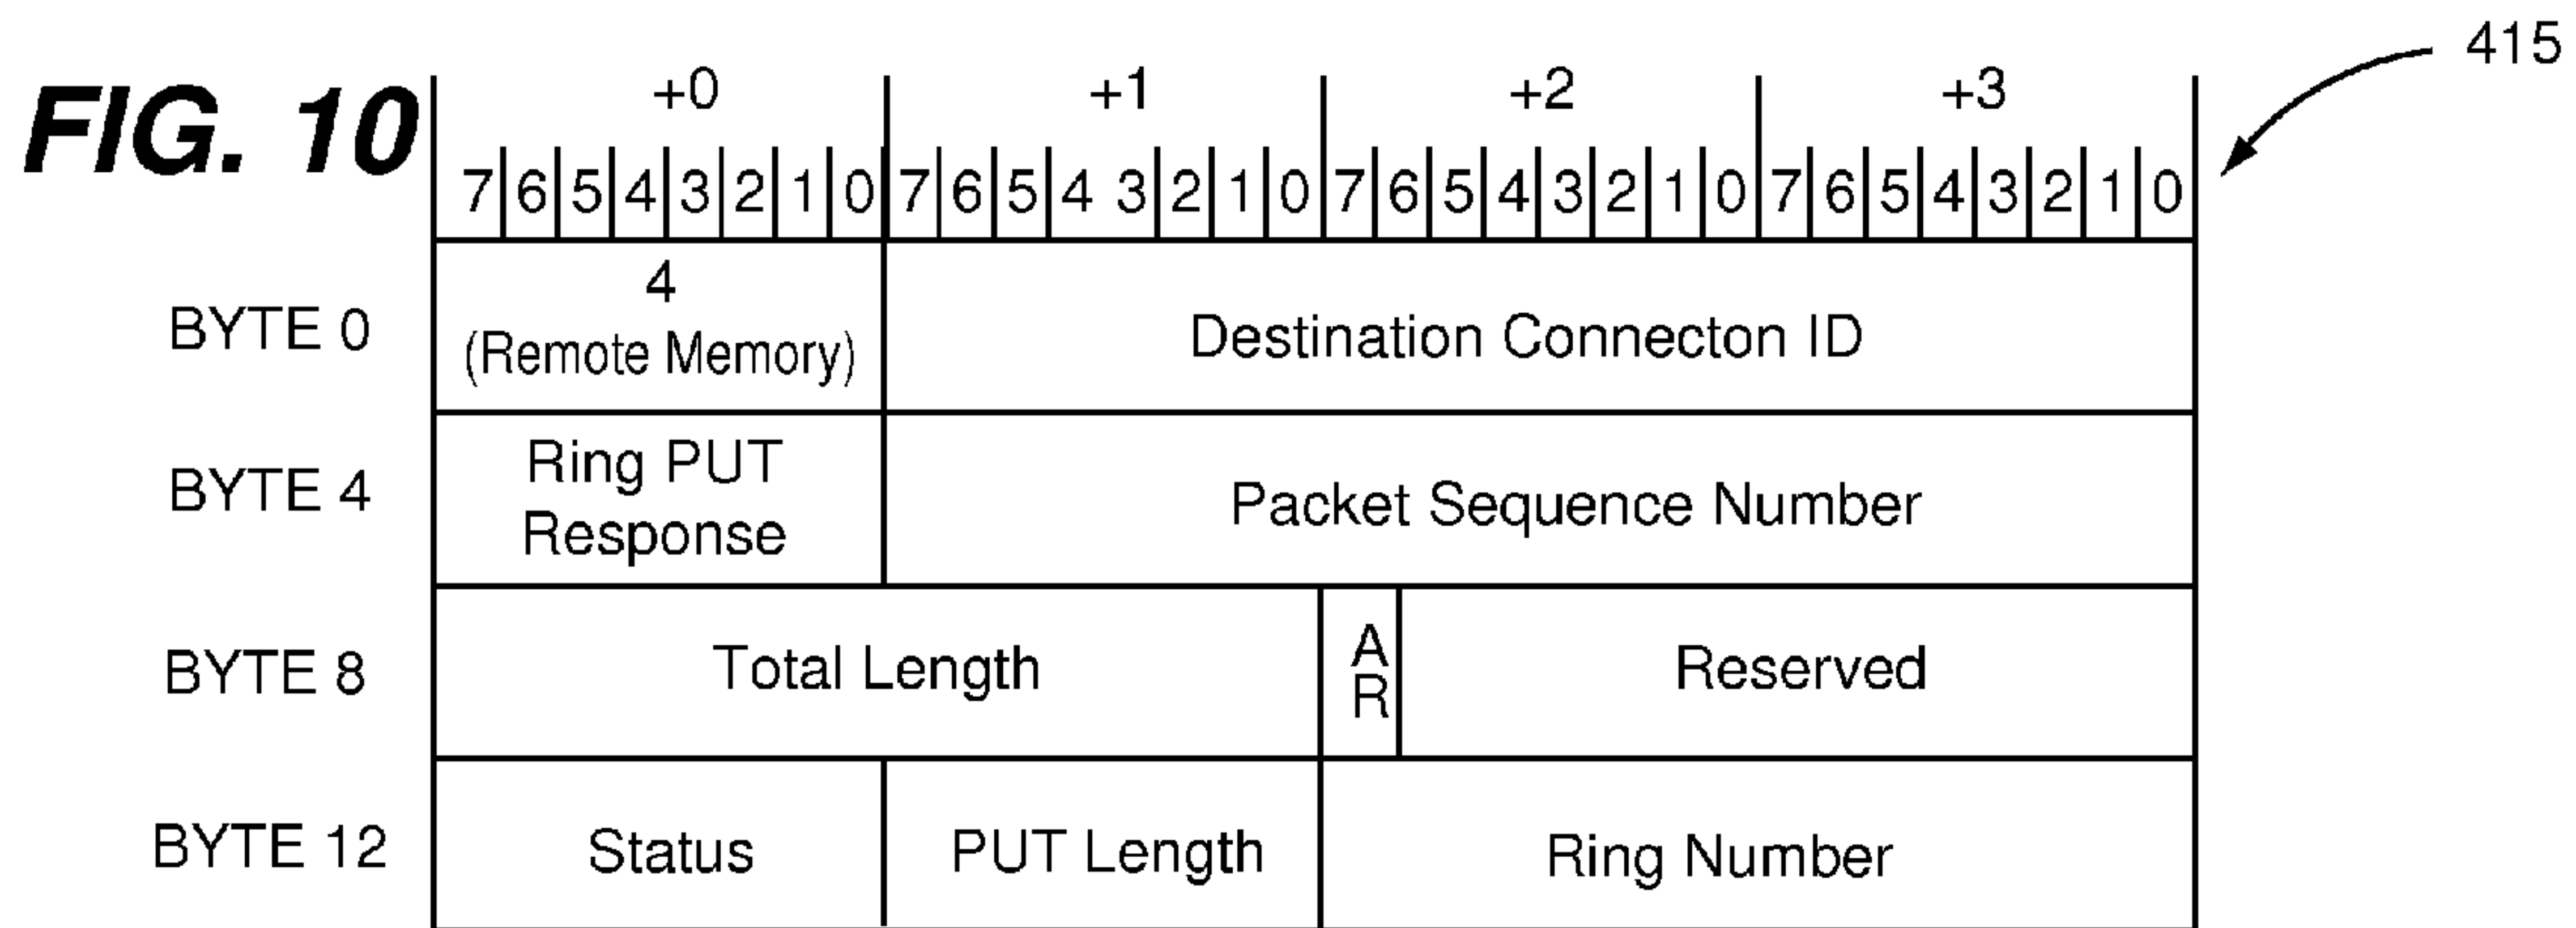 415
FIG. 10
+0 +1 +2 +3
7 6 5 4 3 2 1 0 7 6 5 4 3 2 1 0 7 6 5 4 3 2 1 0 7 6 5 4 3 2 1 0
BYTE 0
4
(Remote Memory)
Destination Connecton ID
BYTE 4
Ring PUT
Response
Packet Sequence Number
BYTE 8
Total Length
A
R
Reserved
BYTE 12
Status
PUT Length
Ring Number